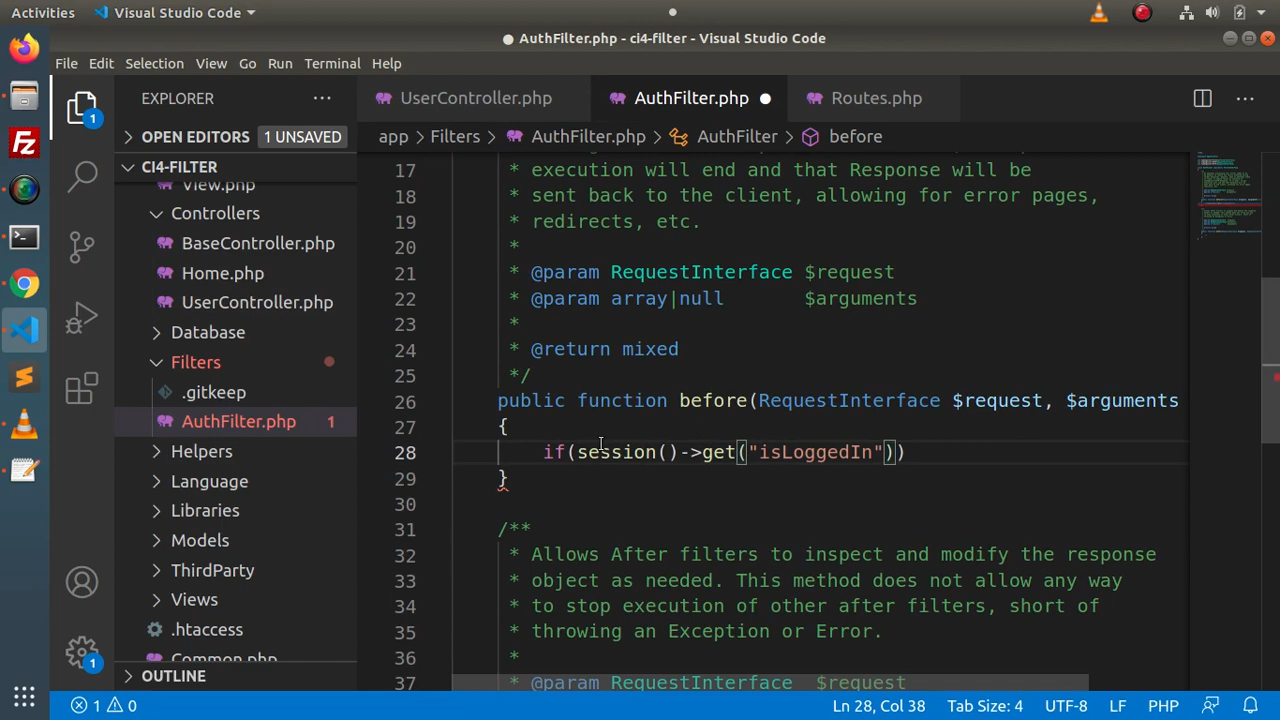 Activities Visual Studio Code
AuthFilter.php - ci4-filter - Visual Studio Code
File Edit Selection View Go Run Terminal Help
EXPLORER
OPEN EDITORS 1 UNSAVED
CI4-FILTER
View.php
Controllers
BaseController.php
Home.php
UserController.php
Database
Filters
.gitkeep
AuthFilter.php 1
Helpers
Language
Libraries
Models
ThirdParty
Views
.htaccess
Common.php
OUTLINE
1
1
UserController.php AuthFilter.php Routes.php
app > Filters > AuthFilter.php > AuthFilter > before
17 * execution will end and that Response will be
18 * sent back to the client, allowing for error pages,
19 * redirects, etc.
20 *
21 * @param RequestInterface $request
22 * @param array|null $arguments
23 *
24 * @return mixed
25 */
26 public function before(RequestInterface $request, $arguments
27 {
28 if(session()->get("isLoggedIn"))
29 }
30
31 /**
32 * Allows After filters to inspect and modify the response
33 * object as needed. This method does not allow any way
34 * to stop execution of other after filters, short of
35 * throwing an Exception or Error.
36 *
37 * @param RequestInterface $request
1 0 Ln 28, Col 38 Tab Size: 4 UTF-8 LF PHP